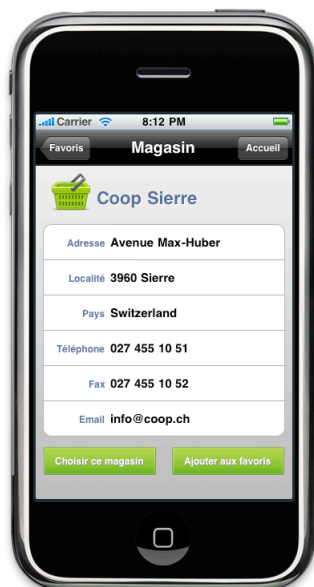 Carrier 8:12 PM
Favoris Magasin Accueil
Coop Sierre
Adresse Avenue Max-Huber
Localité 3960 Sierre
Pays Switzerland
Téléphone 027 455 10 51
Fax 027 455 10 52
Email info@coop.ch
Choisir ce magasin Ajouter aux favoris